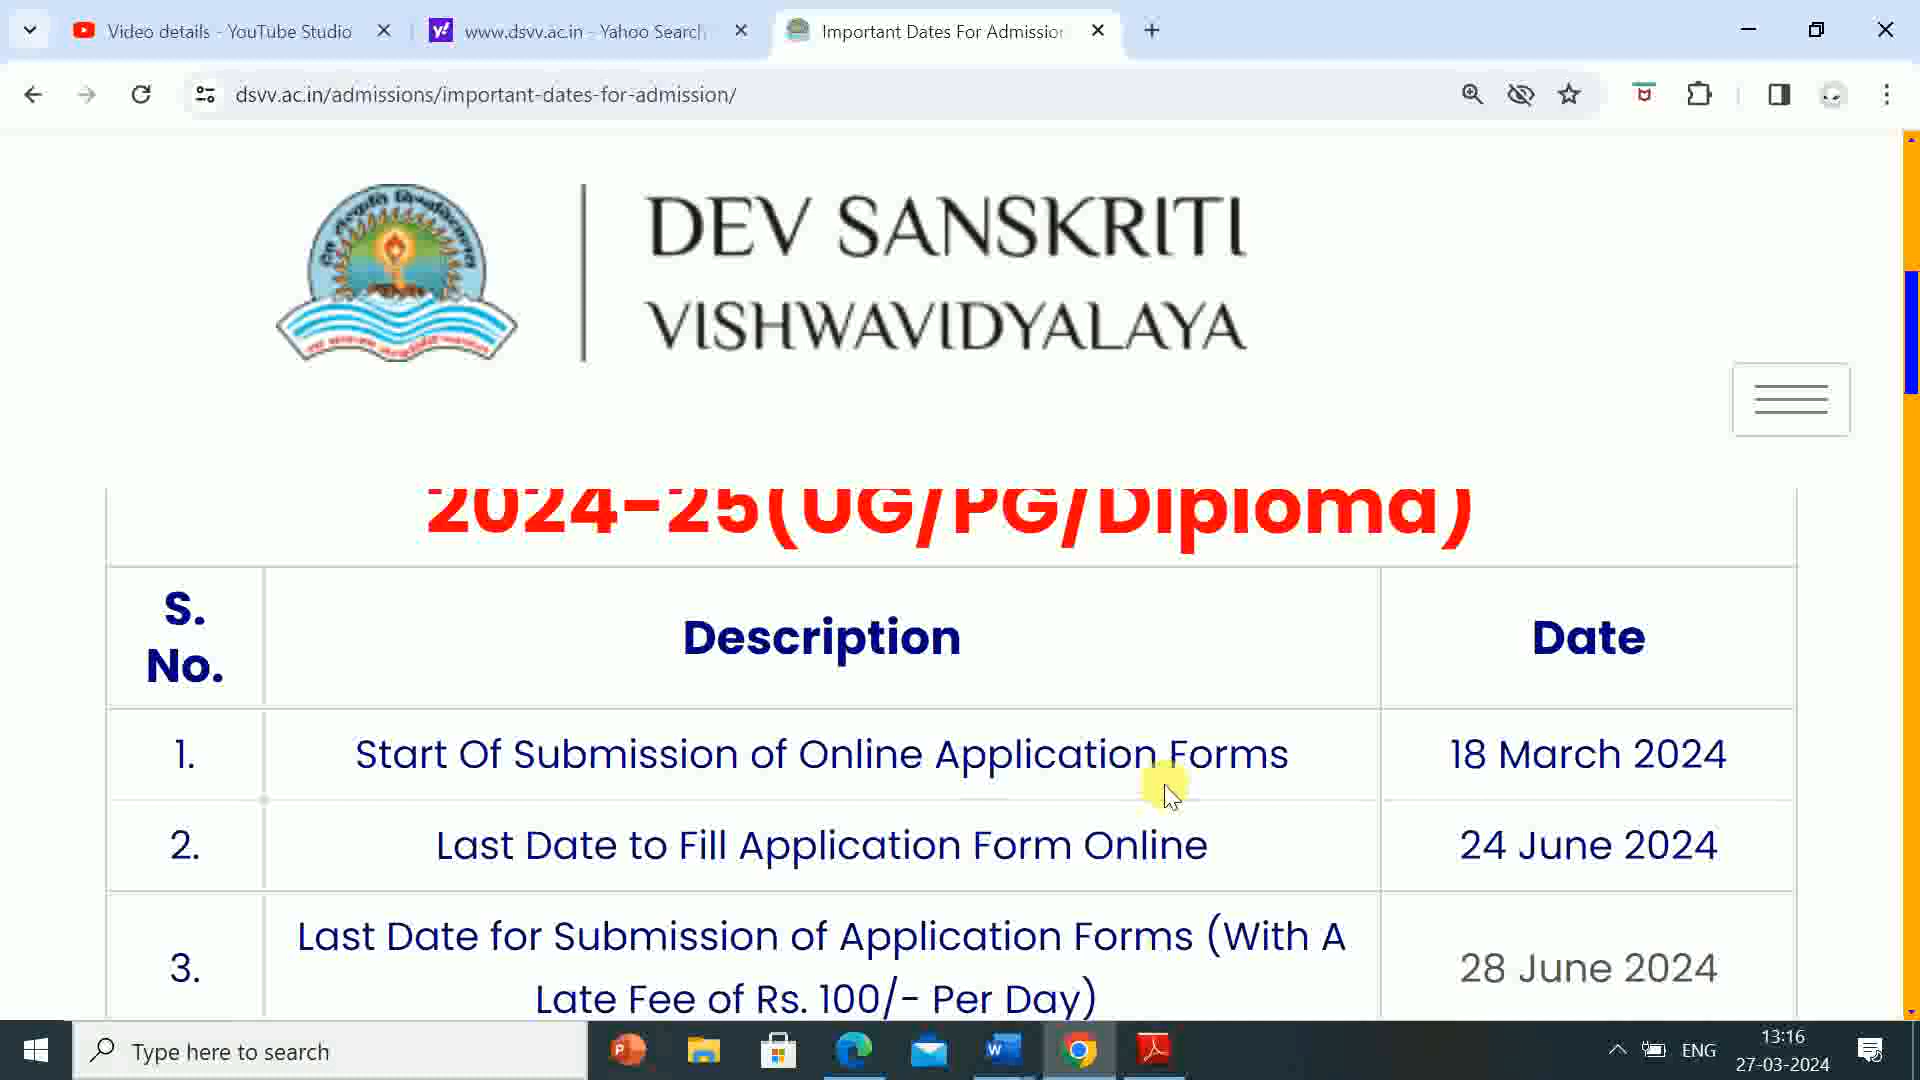 Video details - YouTube Studio
www.dsvv.ac.in - Yahoo Search
Important Dates For Admission
dsvv.ac.in/admissions/important-dates-for-admission/
DEV SANSKRITI
VISHWAVIDYALAYA
2024-25(UG/PG/Diploma)
S. No.
Description
Date
1.
Start Of Submission of Online Application Forms
18 March 2024
2.
Last Date to Fill Application Form Online
24 June 2024
3.
Last Date for Submission of Application Forms (With A
Late Fee of Rs. 100/- Per Day)
28 June 2024
Type here to search
ENG
13:16
27-03-2024